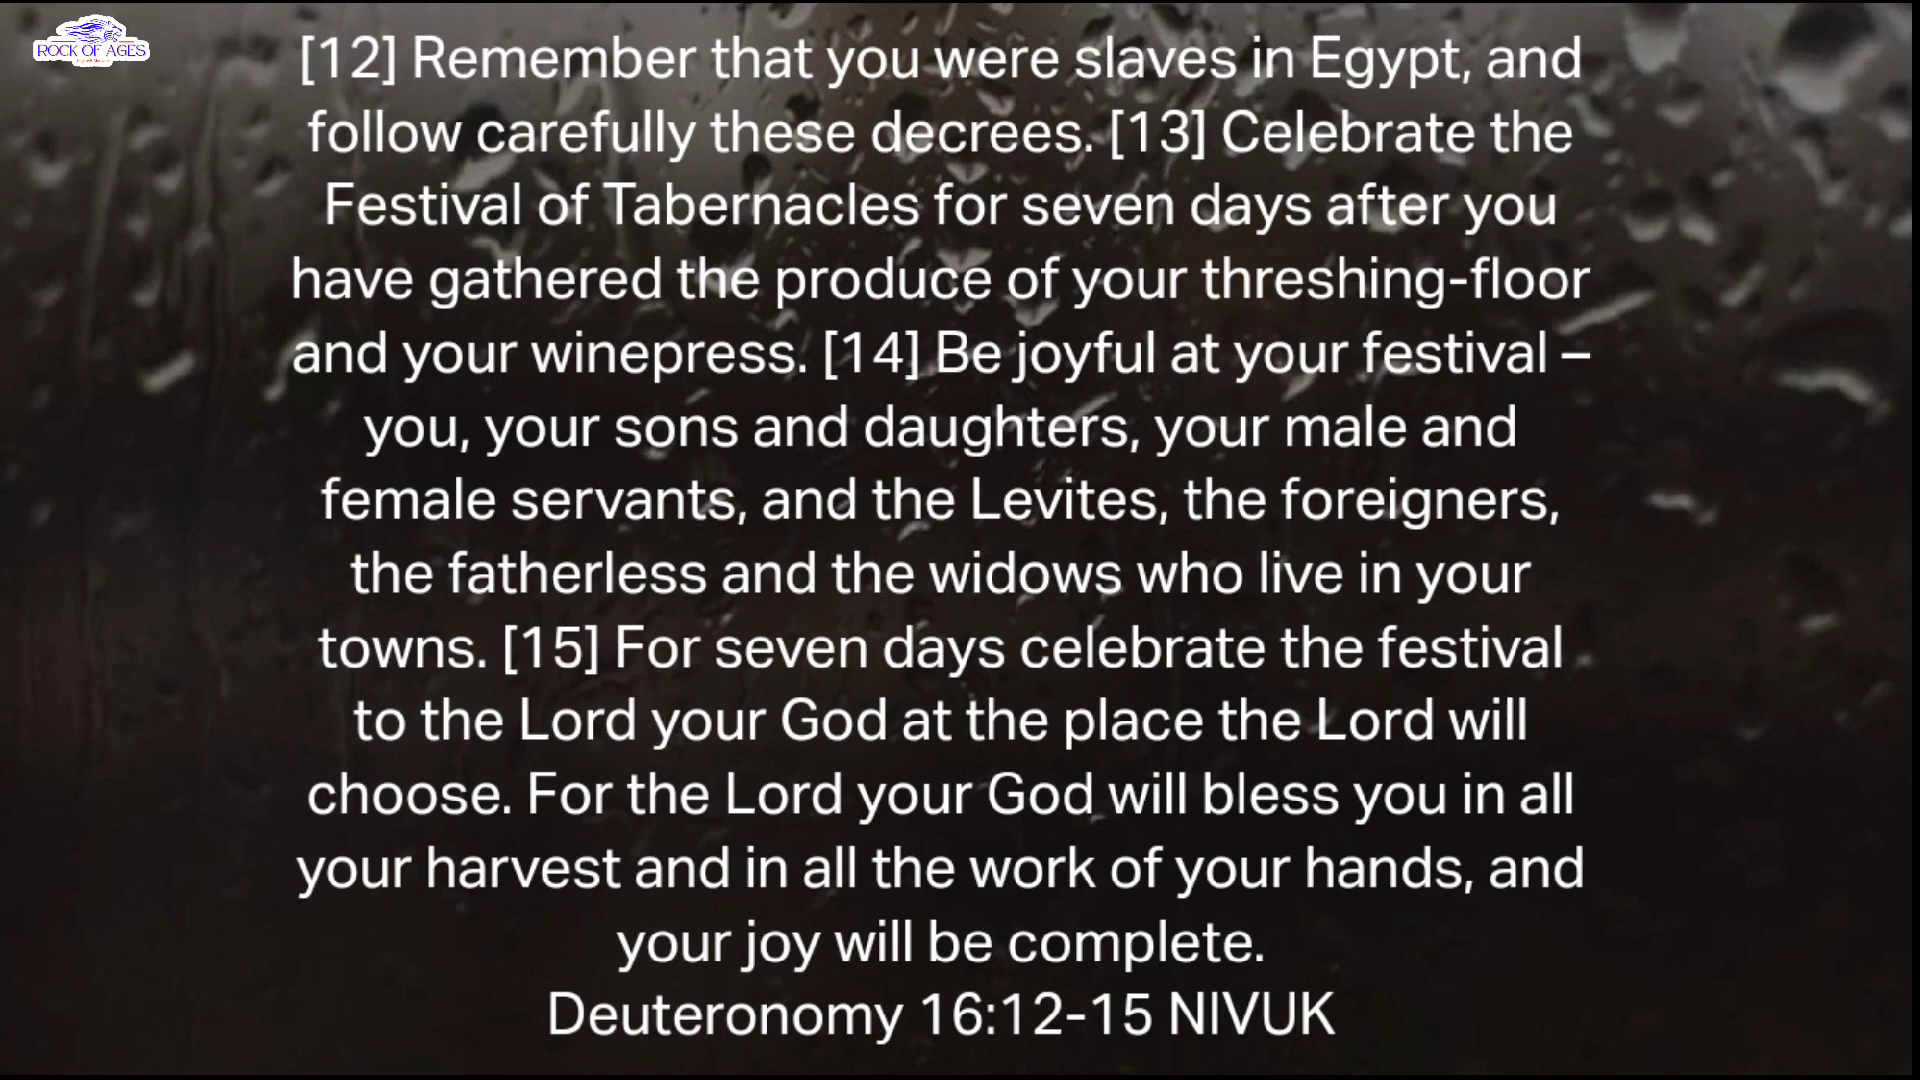 ROCK OF AGES
[12] Remember that you were slaves in Egypt, and
follow carefully these decrees. [13] Celebrate the
Festival of Tabernacles for seven days after you
have gathered the produce of your threshing-floor
and your winepress. [14] Be joyful at your festival –
you, your sons and daughters, your male and
female servants, and the Levites, the foreigners,
the fatherless and the widows who live in your
towns. [15] For seven days celebrate the festival
to the Lord your God at the place the Lord will
choose. For the Lord your God will bless you in all
your harvest and in all the work of your hands, and
your joy will be complete.
Deuteronomy 16:12-15 NIVUK